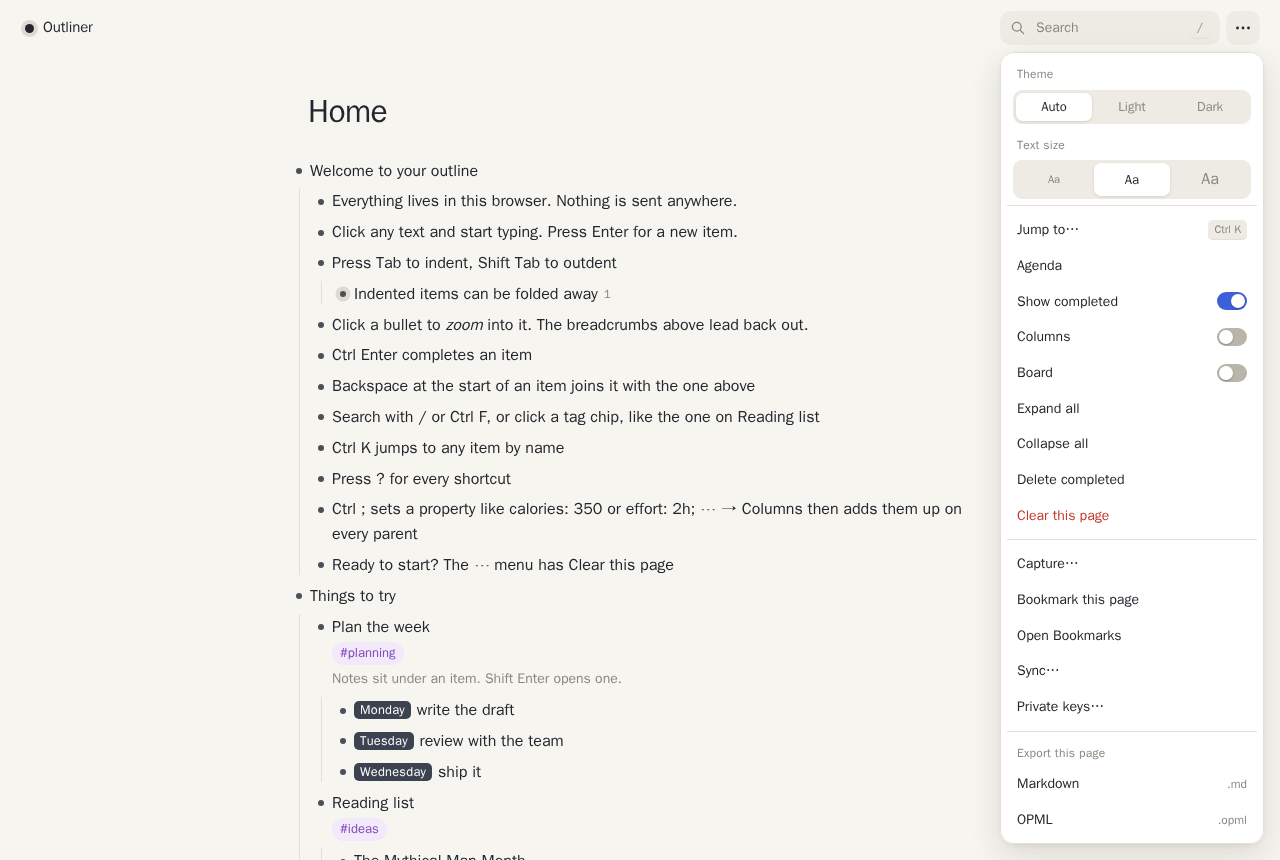 Outliner
Search /
Home
Welcome to your outline
Everything lives in this browser. Nothing is sent anywhere.
Click any text and start typing. Press Enter for a new item.
Press Tab to indent, Shift Tab to outdent
Indented items can be folded away 1
Click a bullet to zoom into it. The breadcrumbs above lead back out.
Ctrl Enter completes an item
Backspace at the start of an item joins it with the one above
Search with / or Ctrl F, or click a tag chip, like the one on Reading list
Ctrl K jumps to any item by name
Press ? for every shortcut
Ctrl ; sets a property like calories: 350 or effort: 2h; ⋯ → Columns then adds them up on
every parent
Ready to start? The ⋯ menu has Clear this page
Things to try
Plan the week
#planning
Notes sit under an item. Shift Enter opens one.
Monday write the draft
Tuesday review with the team
Wednesday ship it
Reading list
#ideas
The Mythical Man-Month
Theme
Auto Light Dark
Text size
Aa Aa Aa
Jump to⋯ Ctrl K
Agenda
Show completed
Columns
Board
Expand all
Collapse all
Delete completed
Clear this page
Capture⋯
Bookmark this page
Open Bookmarks
Sync⋯
Private keys⋯
Export this page
Markdown .md
OPML .opml